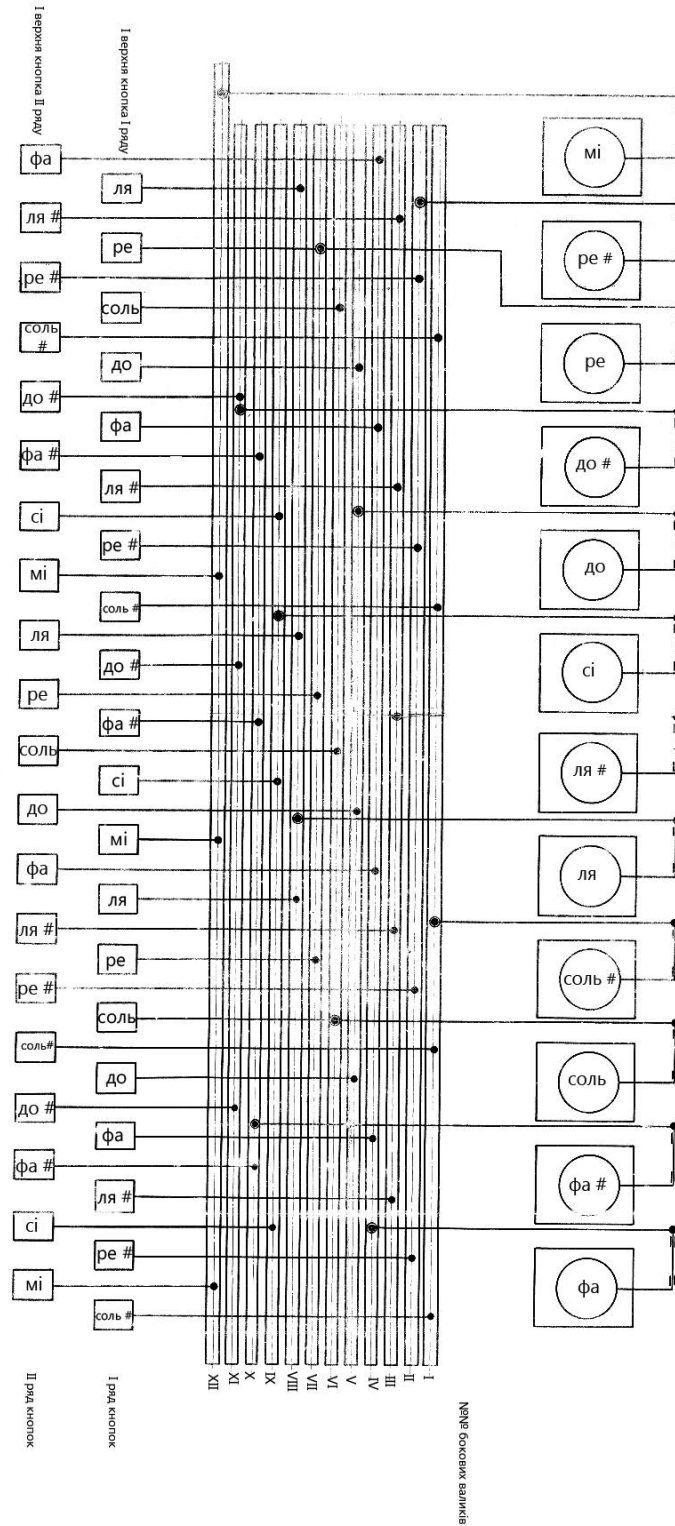 І верхня кнопка ІІ ряду
І верхня кнопка І ряду
фа
ля #
ре #
соль
#
до #
фа #
сі
мі
ля
ре
соль
до
фа
ля #
ре #
соль#
до #
фа #
сі
мі
ля
ре
соль
до
фа
ля #
ре #
соль #
до #
фа #
сі
мі
ля
ре
соль
до
фа
ля #
ре #
соль #
мі
ре #
ре
до #
до
сі
ля #
ля
соль #
соль
фа #
фа
XII
XI
X
IX
VIII
VII
VI
V
IV
III
II
I
ІІ ряд кнопок
І ряд кнопок
№№ бокових валиків